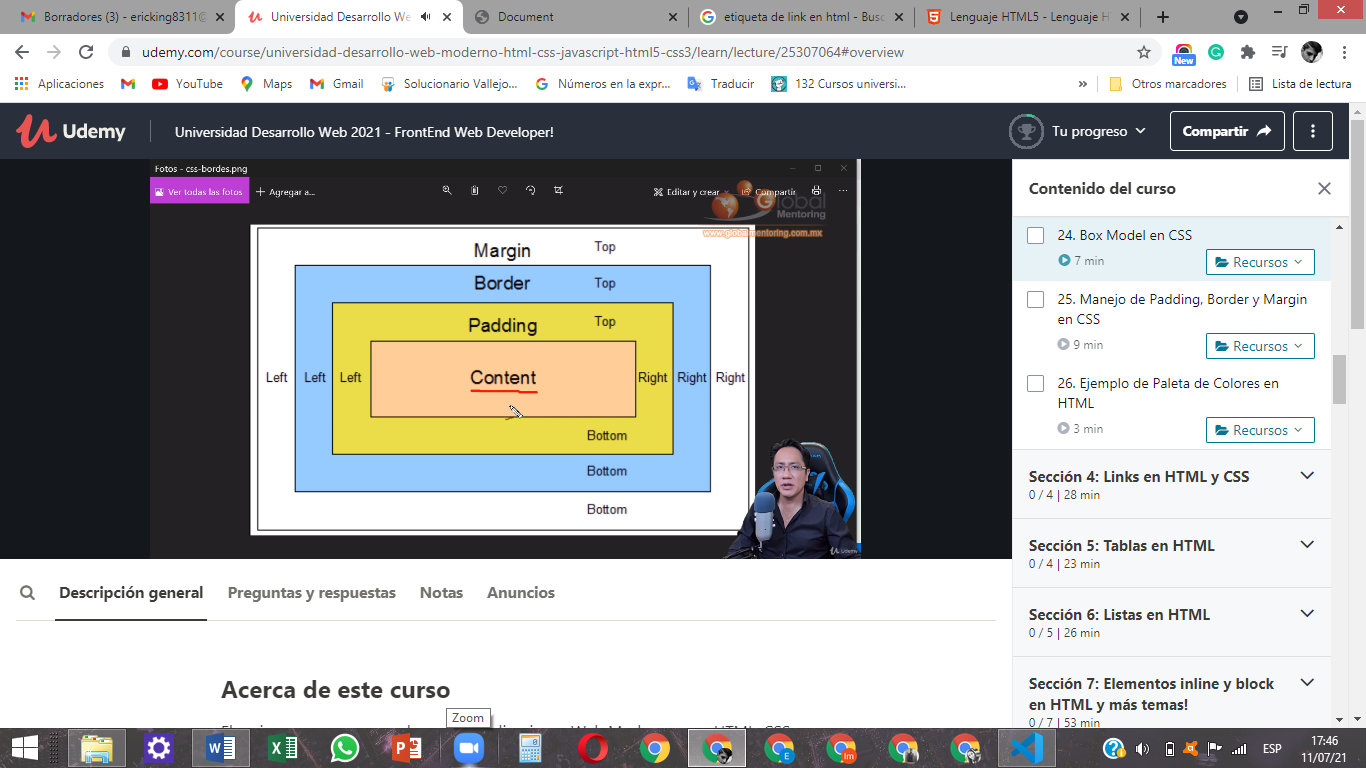 Borradores (3) - ericking8311@
Universidad Desarrollo We
Document
etiqueta de link en html - Busc
Lenguaje HTML5 - Lenguaje H
udemy.com/course/universidad-desarrollo-web-moderno-html-css-javascript-html5-css3/learn/lecture/25307064#overview
New
Aplicaciones
YouTube
Maps
Gmail
Solucionario Vallejo...
Números en la expr...
Traducir
132 Cursos universi...
»
Otros marcadores
Lista de lectura
Udemy
Universidad Desarrollo Web 2021 - FrontEnd Web Developer!
Tu progreso
Compartir
Fotos - css-bordes.png
Ver todas las fotos
Agregar a...
Editar y crear
Compartir
Global
Mentoring
www.globalmentoring.com.mx
Margin Top
Border Top
Padding Top
Left Left Left Content Right Right Right
Bottom
Bottom
Bottom
Udemy
Contenido del curso
24. Box Model en CSS
7 min
Recursos
25. Manejo de Padding, Border y Margin
en CSS
9 min
Recursos
26. Ejemplo de Paleta de Colores en
HTML
3 min
Recursos
Sección 4: Links en HTML y CSS
0 / 4 | 28 min
Sección 5: Tablas en HTML
0 / 4 | 23 min
Sección 6: Listas en HTML
0 / 5 | 26 min
Sección 7: Elementos inline y block
en HTML y más temas!
0 / 7 | 53 min
Descripción general
Preguntas y respuestas
Notas
Anuncios
Acerca de este curso
Zoom
ESP
17:46
11/07/21